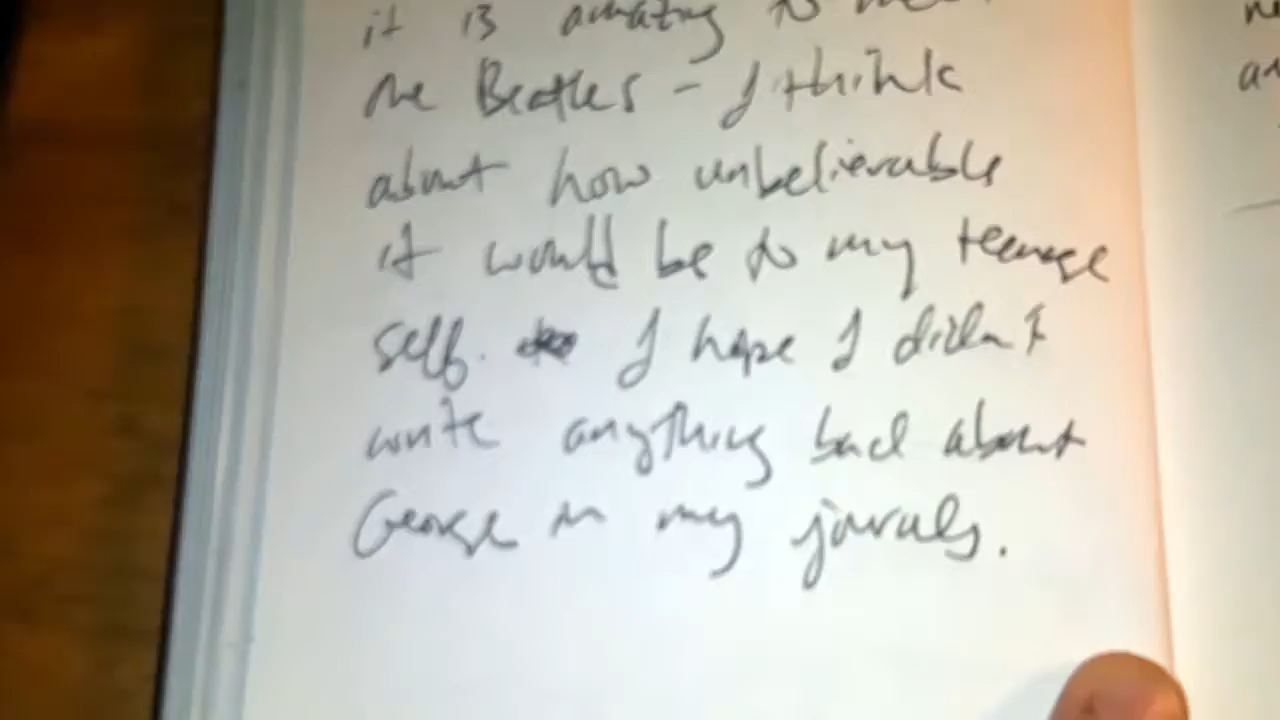 it is amazing to meet
the Beatles - I think
about how unbelievable
it would be to my teenage
self. I hope I didn't
write anything bad about
George in my journals.